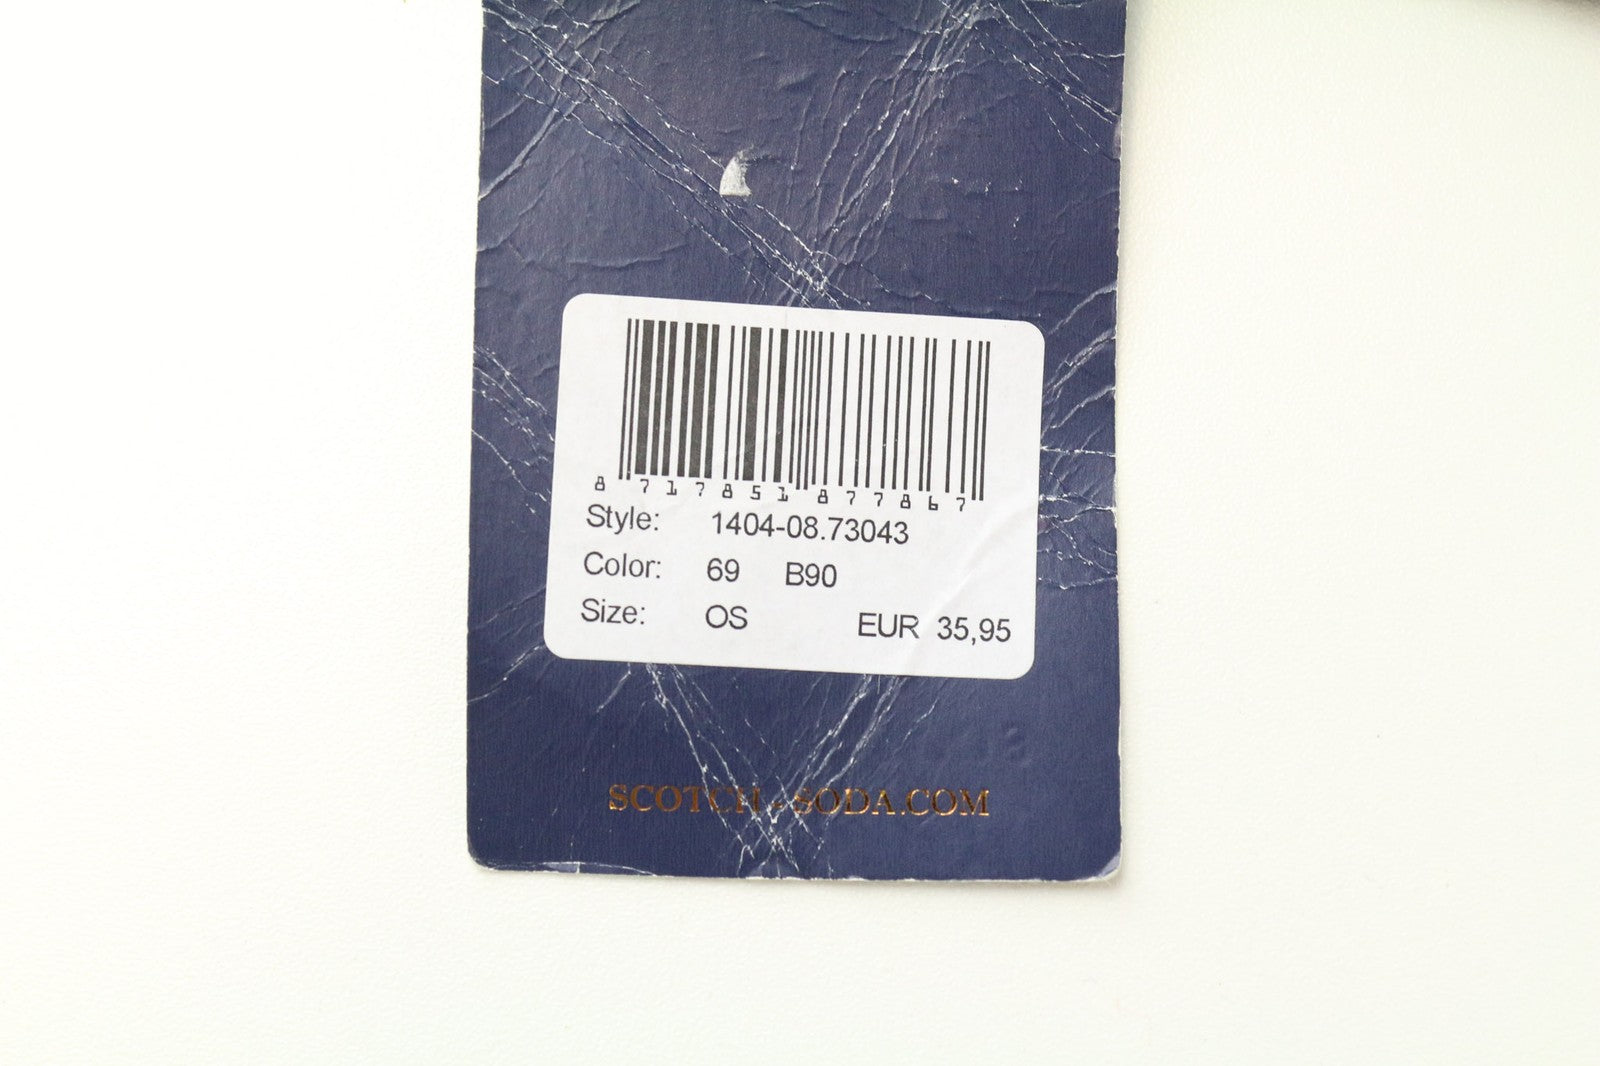 8 717851 877867
Style: 1404-08.73043
Color: 69 B90
Size: OS EUR 35,95
SCOTCH-SODA.COM